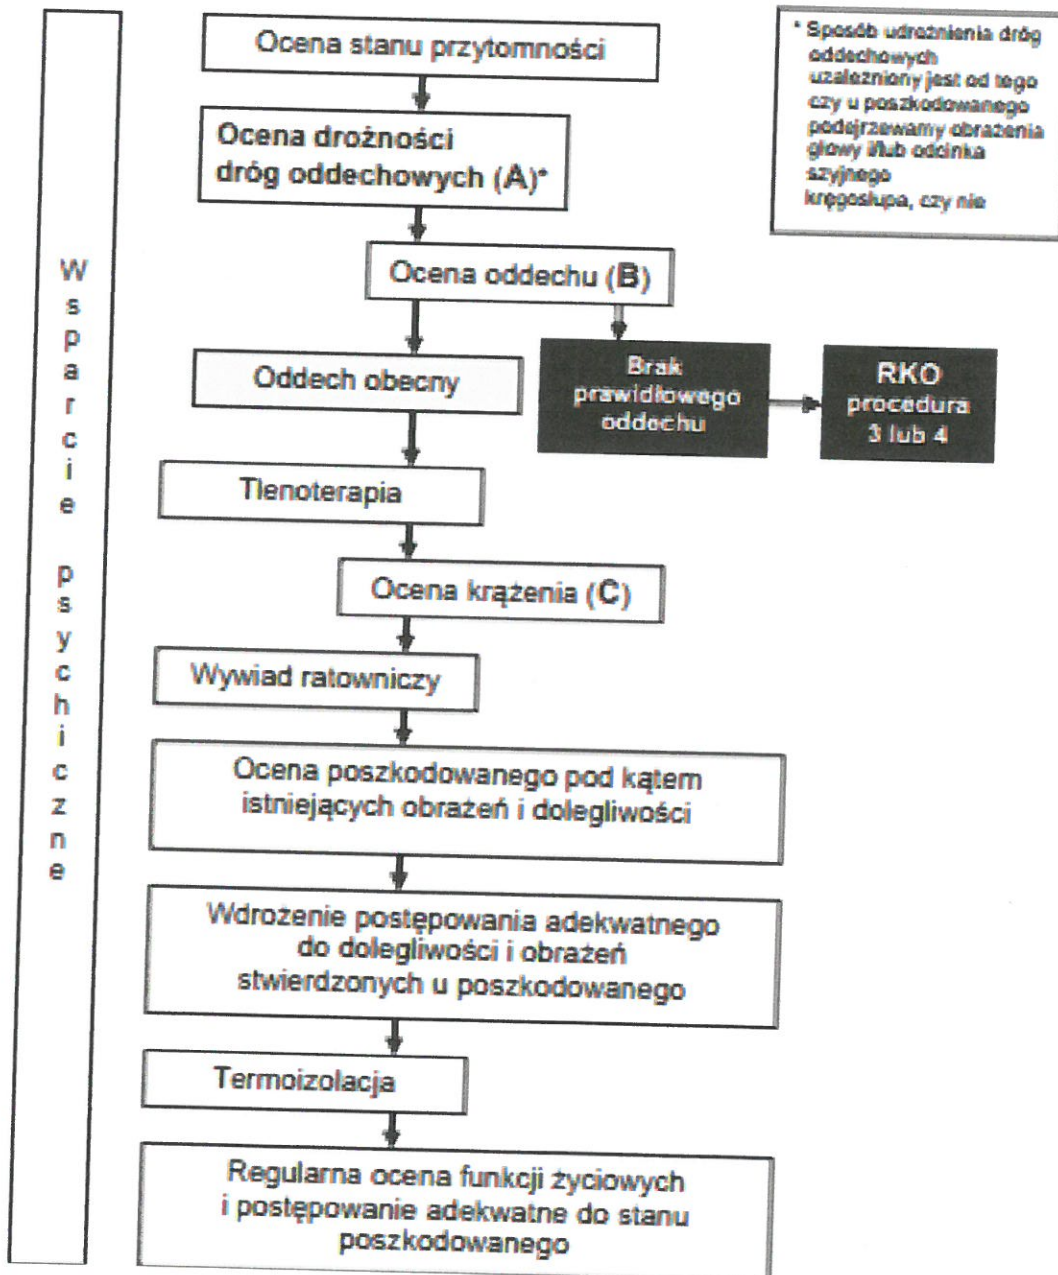 Ocena stanu przytomności
* Sposób udrożnienia dróg
oddechowych
uzależniony jest od tego
czy u poszkodowanego
podejrzewamy obrażenia
głowy i/lub odcinka
szyjnego
kręgosłupa, czy nie
Ocena drożności
dróg oddechowych (A)*
Ocena oddechu (B)
Oddech obecny
Brak
prawidłowego
oddechu
RKO
procedura
3 lub 4
Tlenoterapia
Ocena krążenia (C)
Wywiad ratowniczy
Ocena poszkodowanego pod kątem
istniejących obrażeń i dolegliwości
Wdrożenie postępowania adekwatnego
do dolegliwości i obrażeń
stwierdzonych u poszkodowanego
Termoizolacja
Regularna ocena funkcji życiowych
i postępowanie adekwatne do stanu
poszkodowanego
Wsparcie psychiczne